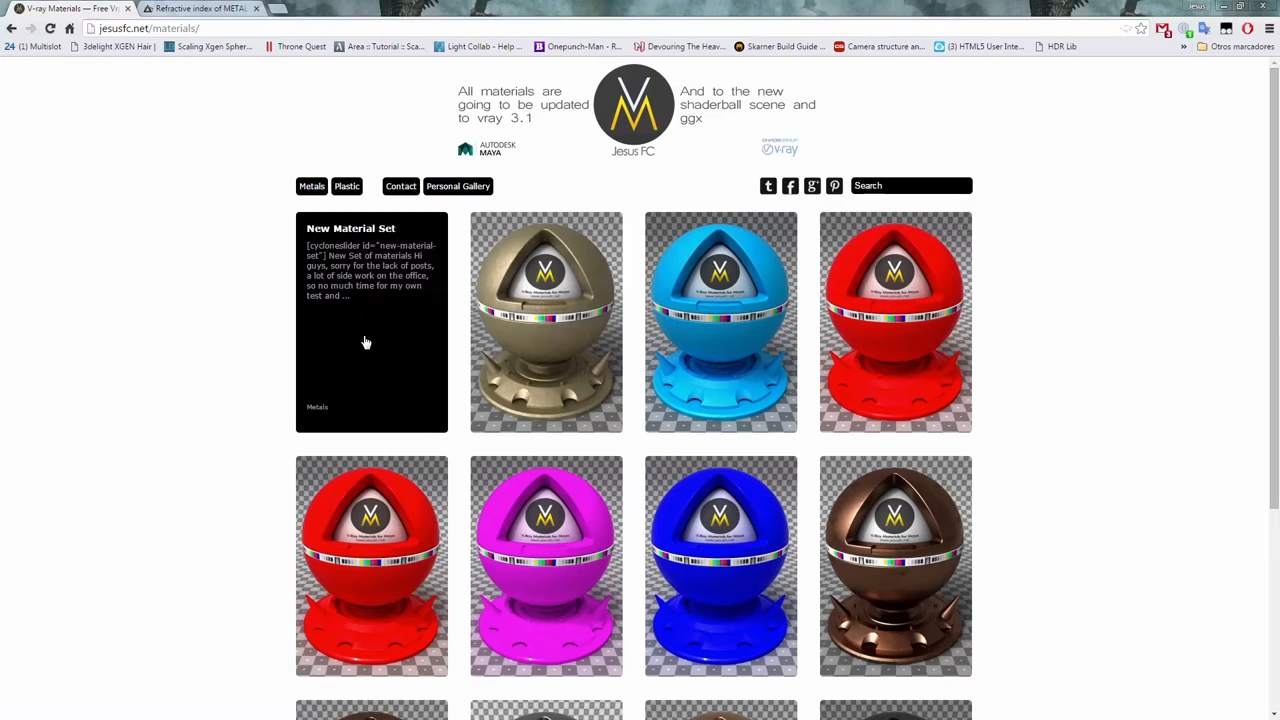 V-ray Materials — Free Vr
Refractive index of METAL
Jesus
jesusfc.net/materials/
(1) Multislot
3delight XGEN Hair |
Scaling Xgen Spher...
Throne Quest
Area :: Tutorial :: Sca...
Light Collab - Help ...
Onepunch-Man - R...
Devouring The Hea...
Skarner Build Guide ...
Camera structure an...
(3) HTML5 User Inte...
HDR Lib
»
Otros marcadores
All materials are
going to be updated
to vray 3.1
And to the new
shaderball scene and
ggx
Jesus FC
AUTODESK
MAYA
CHAOSGROUP
v·ray
Metals
Plastic
Contact
Personal Gallery
Search
New Material Set
[cycloneslider id="new-material-
set"] New Set of materials Hi
guys, sorry for the lack of posts,
a lot of side work on the office,
so no much time for my own
test and ...
Metals